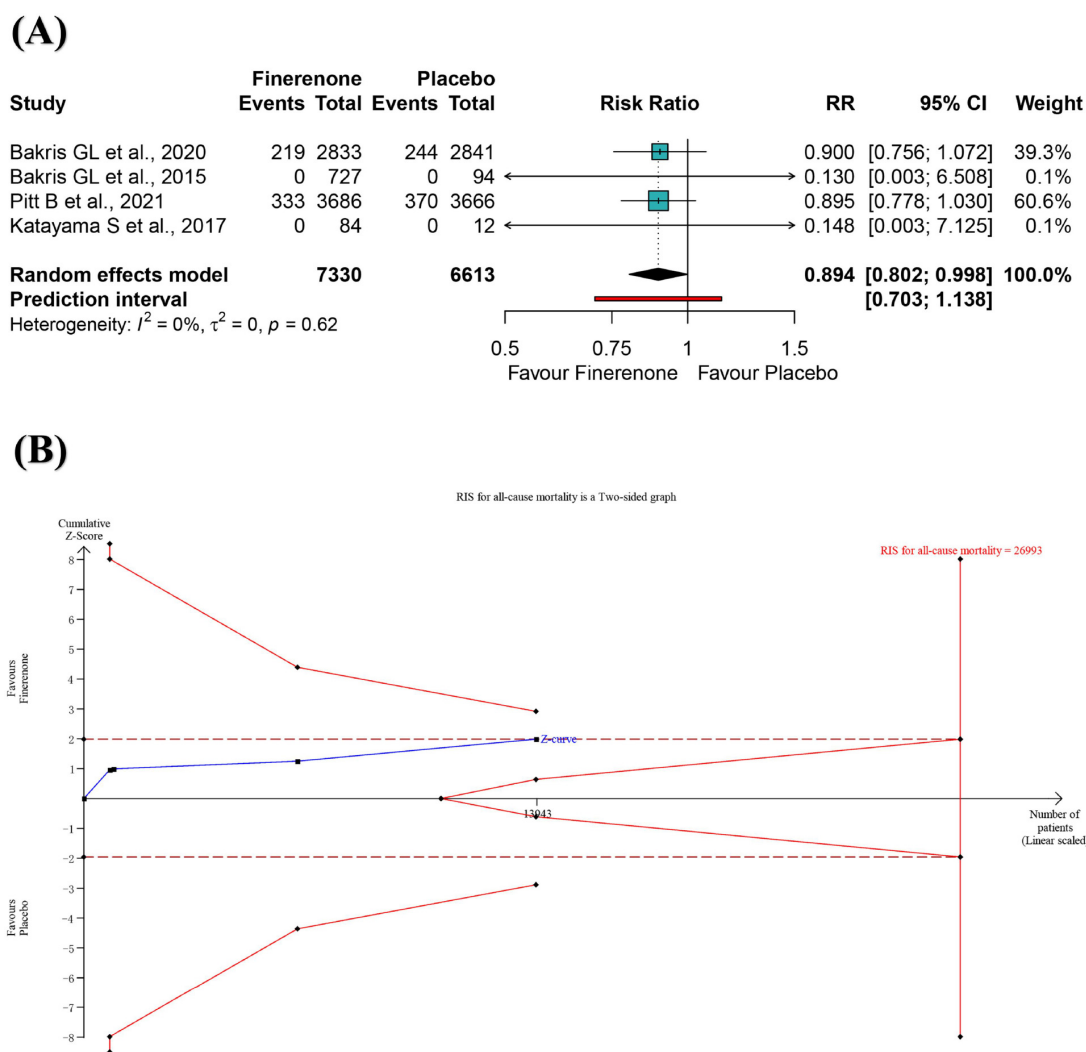 (A)
Finerenone Placebo
Study Events Total Events Total Risk Ratio RR 95% CI Weight
Bakris GL et al., 2020 219 2833 244 2841 0.900 [0.756; 1.072] 39.3%
Bakris GL et al., 2015 0 727 0 94 0.130 [0.003; 6.508] 0.1%
Pitt B et al., 2021 333 3686 370 3666 0.895 [0.778; 1.030] 60.6%
Katayama S et al., 2017 0 84 0 12 0.148 [0.003; 7.125] 0.1%
Random effects model 7330 6613 0.894 [0.802; 0.998] 100.0%
Prediction interval [0.703; 1.138]
Heterogeneity: I² = 0%, τ² = 0, p = 0.62
0.5 0.75 1 1.5
Favour Finerenone Favour Placebo
(B)
RIS for all-cause mortality is a Two-sided graph
Cumulative
Z-Score
RIS for all-cause mortality = 26993
8
7
6
5
4
3
2
1
-1
-2
-3
-4
-5
-6
-7
-8
Favours
Finerenone
Favours
Placebo
Z-curve
13943
Number of
patients
(Linear scaled